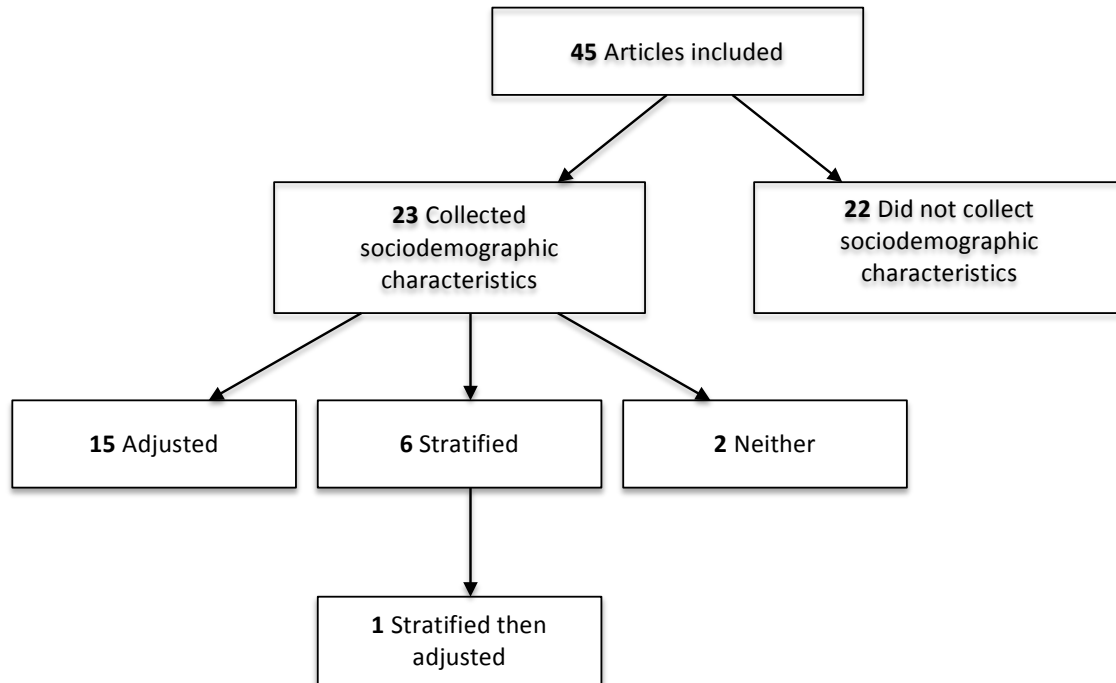 45 Articles included
23 Collected
sociodemographic
characteristics
22 Did not collect
sociodemographic
characteristics
15 Adjusted
6 Stratified
2 Neither
1 Stratified then
adjusted